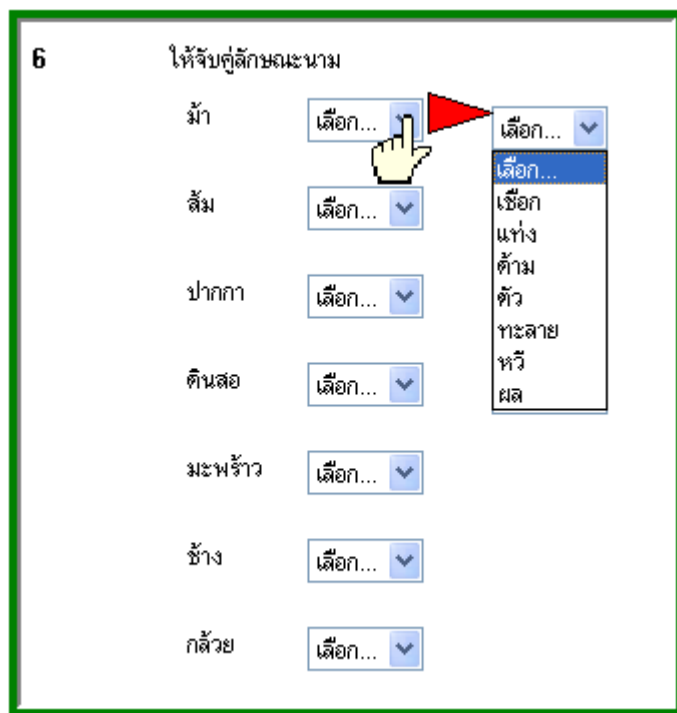 6 ให้จับคู่ลักษณะนาม
ม้า เลือก... เลือก...
เลือก...
เชือก
แท่ง
ด้าม
ตัว
ทะลาย
หวี
ผล
ส้ม เลือก...
ปากกา เลือก...
ดินสอ เลือก...
มะพร้าว เลือก...
ช้าง เลือก...
กล้วย เลือก...